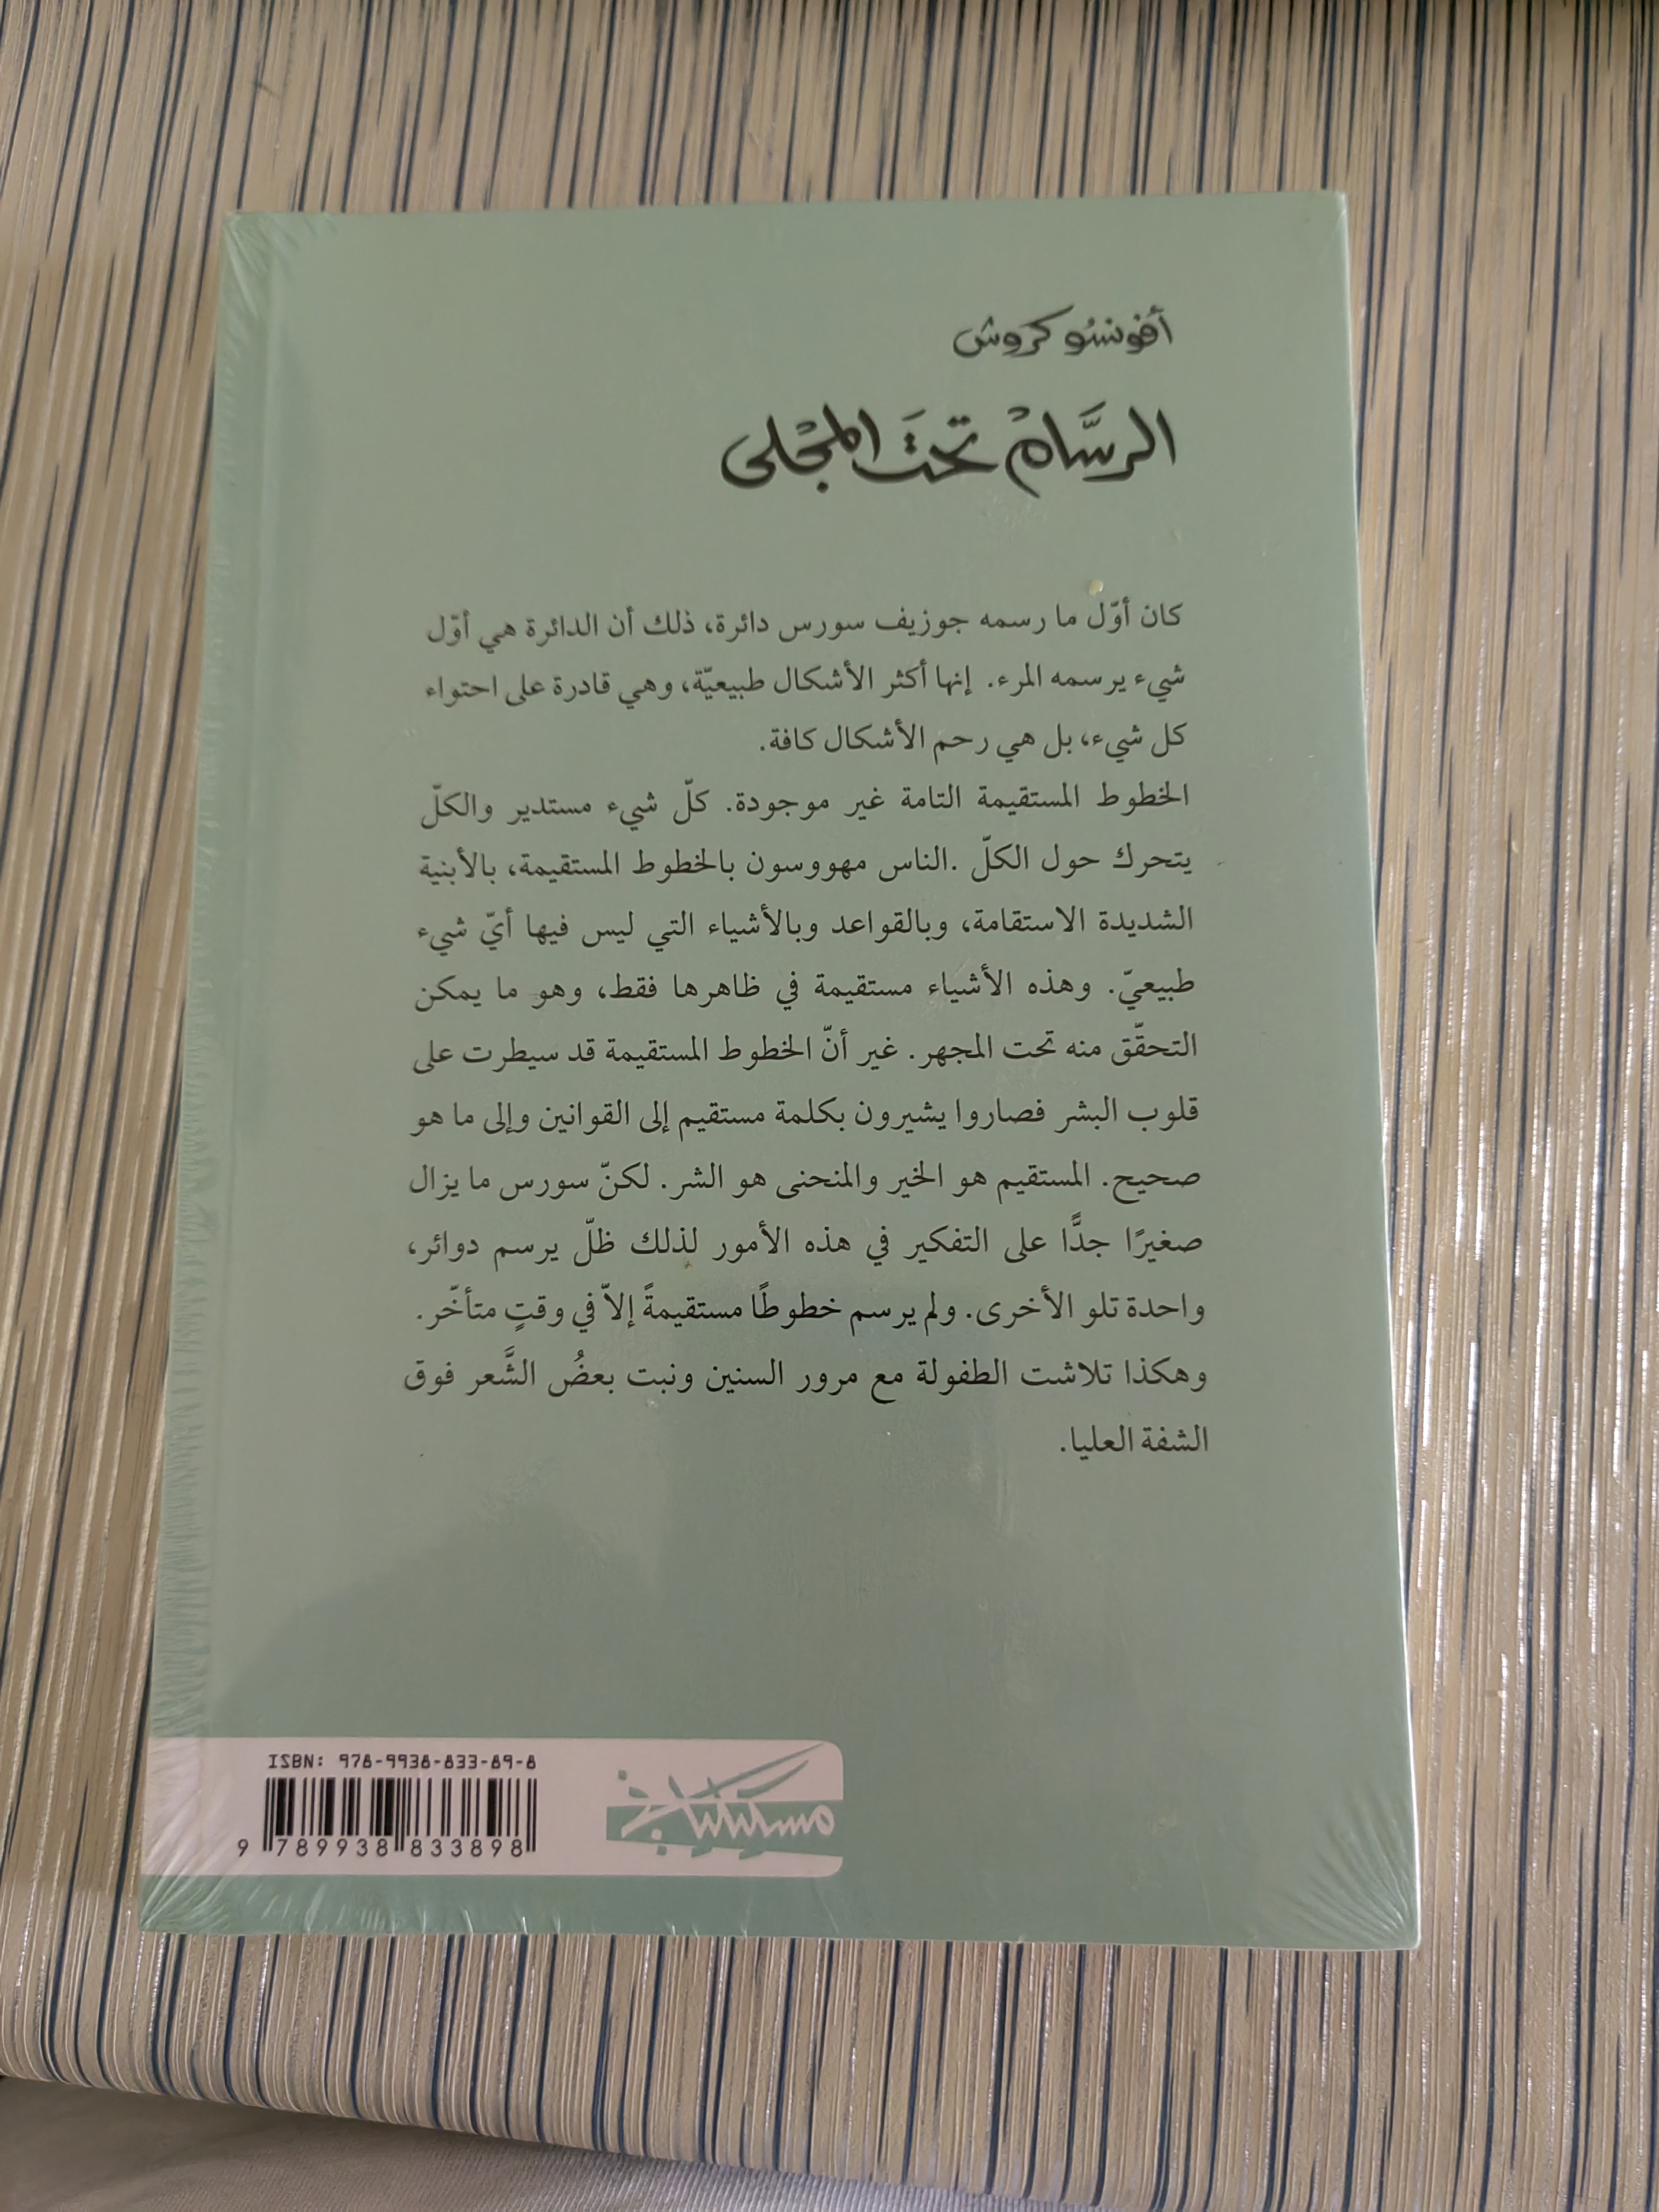 أفونسو كروش
الرسَّامُ تحتَ المجْلى
كان أوّل ما رسمه جوزيف سورس دائرة، ذلك أن الدائرة هي أوّل
شيء يرسمه المرء. إنها أكثر الأشكال طبيعيّة، وهي قادرة على احتواء
كل شيء، بل هي رحم الأشكال كافة.
الخطوط المستقيمة التامة غير موجودة. كلّ شيء مستدير والكلّ
يتحرك حول الكلّ .الناس مهووسون بالخطوط المستقيمة، بالأبنية
الشديدة الاستقامة، وبالقواعد وبالأشياء التي ليس فيها أيّ شيء
طبيعيّ. وهذه الأشياء مستقيمة في ظاهرها فقط، وهو ما يمكن
التحقّق منه تحت المجهر. غير أنّ الخطوط المستقيمة قد سيطرت على
قلوب البشر فصاروا يشيرون بكلمة مستقيم إلى القوانين وإلى ما هو
صحيح. المستقيم هو الخير والمنحنى هو الشر. لكنّ سورس ما يزال
صغيرًا جدًّا على التفكير في هذه الأمور لذلك ظلّ يرسم دوائر،
واحدة تلو الأخرى. ولم يرسم خطوطًا مستقيمةً إلاّ في وقتٍ متأخّر.
وهكذا تلاشت الطفولة مع مرور السنين ونبت بعضُ الشَّعر فوق
الشفة العليا.
ISBN: 978-9938-833-89-8
9 789938 833898
مسكيلياني